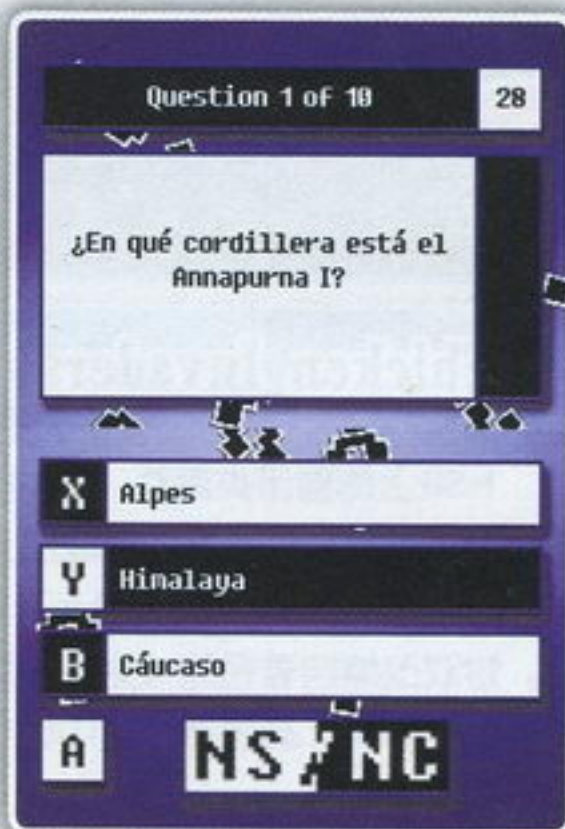 Question 1 of 10
28
¿En qué cordillera está el
Annapurna I?
X
Alpes
Y
Himalaya
B
Cáucaso
A
NS/NC